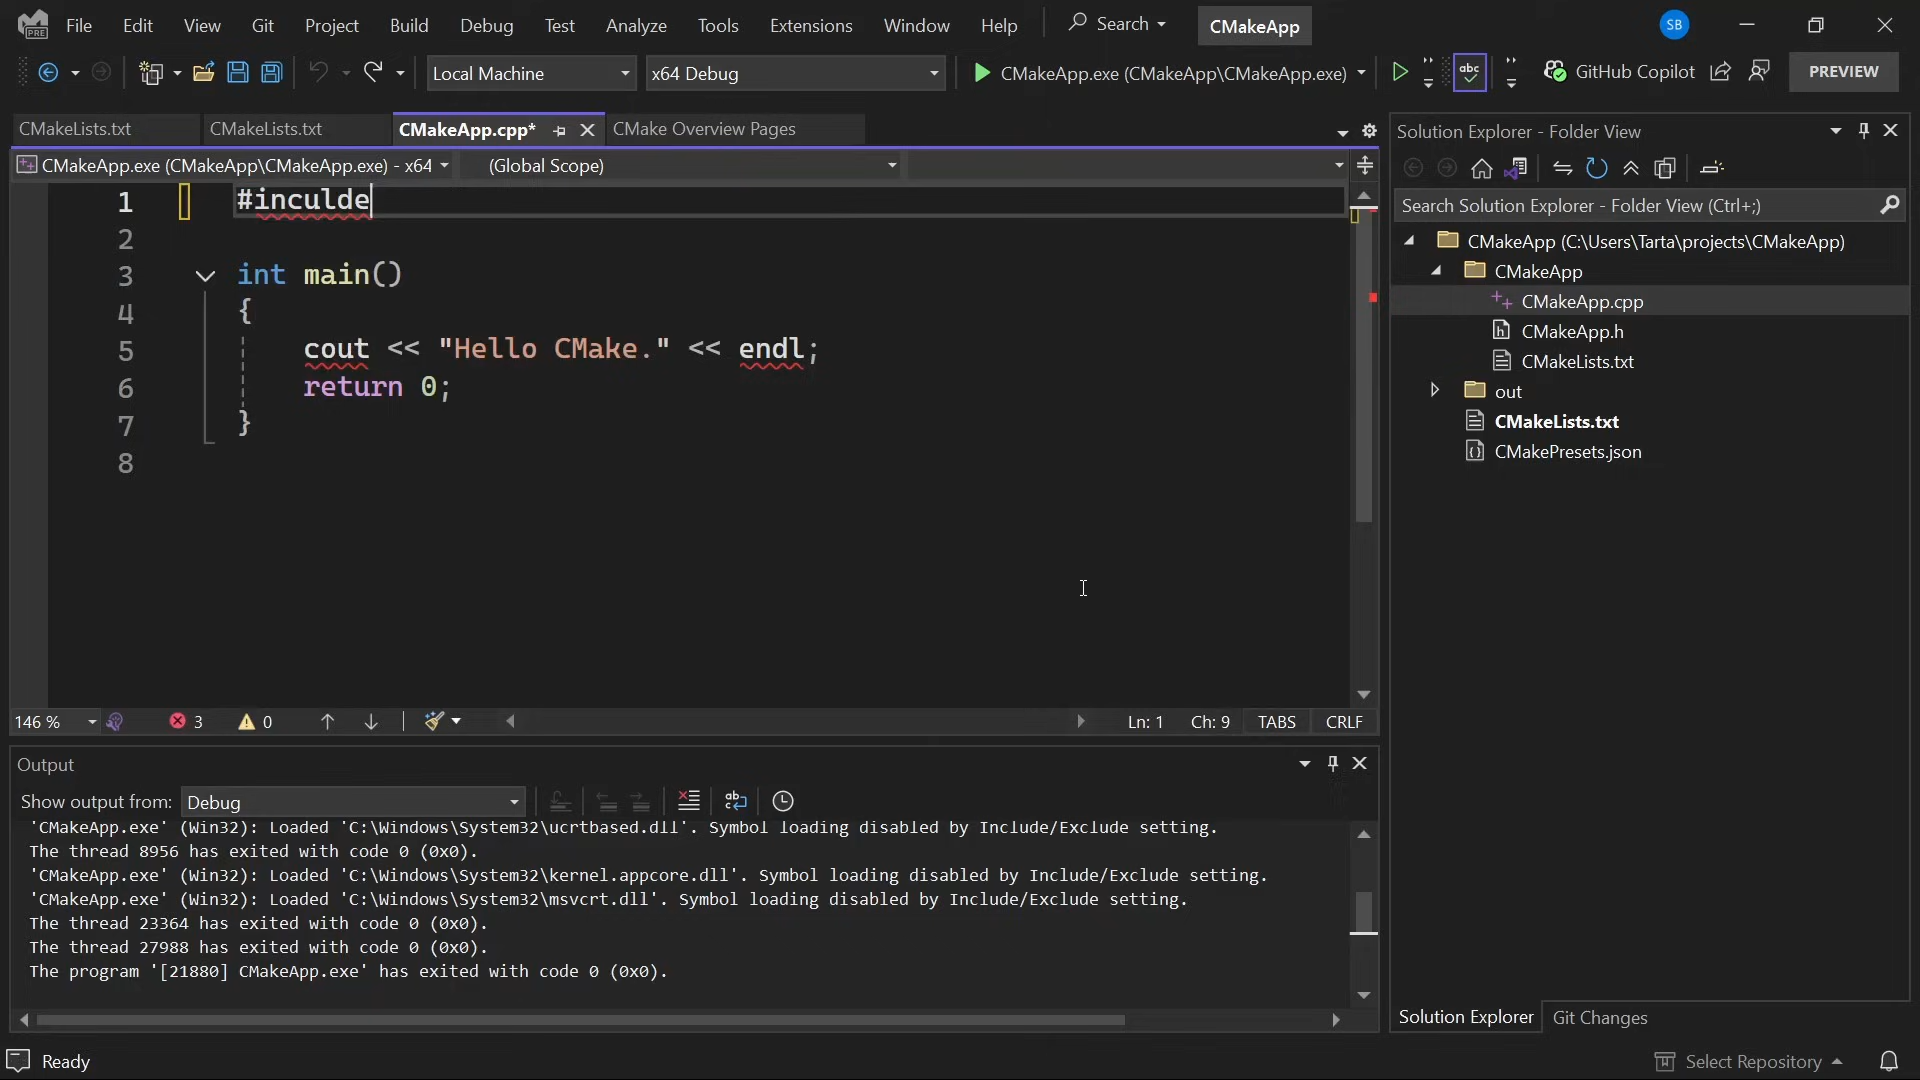 File Edit View Git Project Build Debug Test Analyze Tools Extensions Window Help Search CMakeApp SB
PRE
Local Machine x64 Debug CMakeApp.exe (CMakeApp\CMakeApp.exe) abc GitHub Copilot PREVIEW
CMakeLists.txt CMakeLists.txt CMakeApp.cpp* CMake Overview Pages
CMakeApp.exe (CMakeApp\CMakeApp.exe) - x64 (Global Scope)
1 #inculde
2
3 int main()
4 {
5 cout << "Hello CMake." << endl;
6 return 0;
7 }
8
146 % 3 0 Ln: 1 Ch: 9 TABS CRLF
Output
Show output from: Debug
'CMakeApp.exe' (Win32): Loaded 'C:\Windows\System32\ucrtbased.dll'. Symbol loading disabled by Include/Exclude setting.
The thread 8956 has exited with code 0 (0x0).
'CMakeApp.exe' (Win32): Loaded 'C:\Windows\System32\kernel.appcore.dll'. Symbol loading disabled by Include/Exclude setting.
'CMakeApp.exe' (Win32): Loaded 'C:\Windows\System32\msvcrt.dll'. Symbol loading disabled by Include/Exclude setting.
The thread 23364 has exited with code 0 (0x0).
The thread 27988 has exited with code 0 (0x0).
The program '[21880] CMakeApp.exe' has exited with code 0 (0x0).
Solution Explorer - Folder View
Search Solution Explorer - Folder View (Ctrl+;)
CMakeApp (C:\Users\Tarta\projects\CMakeApp)
CMakeApp
CMakeApp.cpp
CMakeApp.h
CMakeLists.txt
out
CMakeLists.txt
CMakePresets.json
Solution Explorer Git Changes
Ready Select Repository